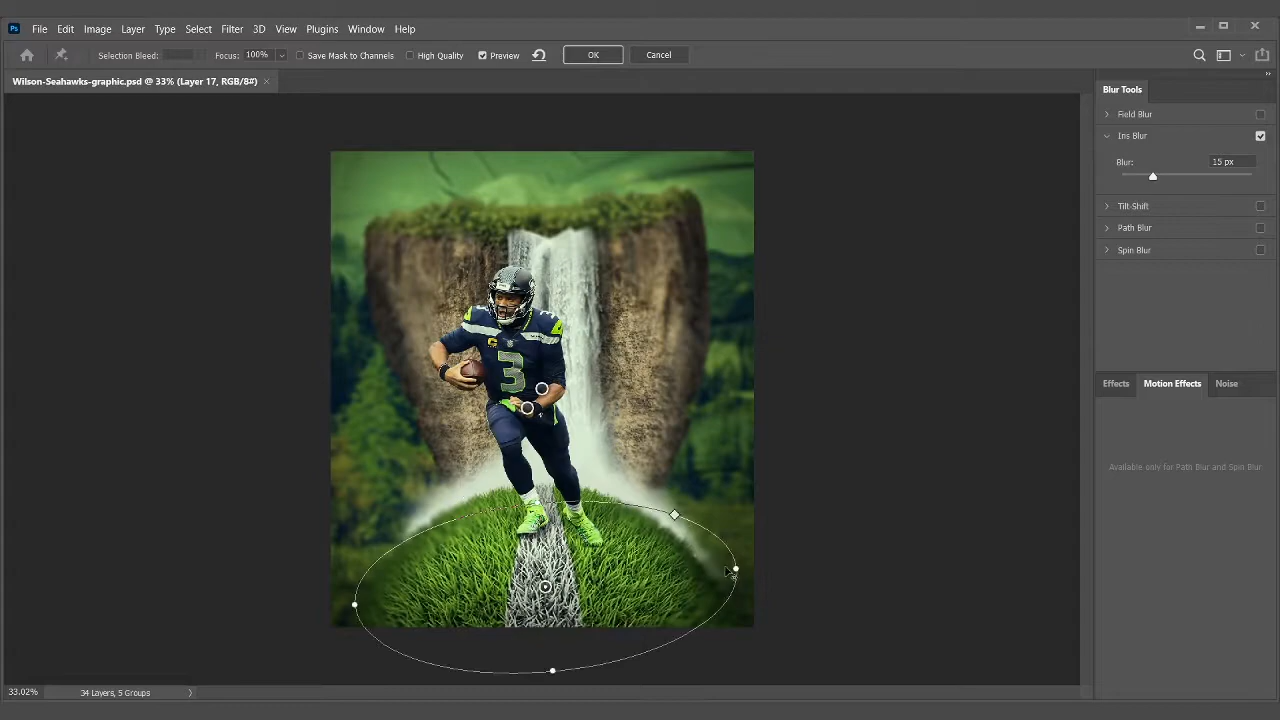 Ps File Edit Image Layer Type Select Filter 3D View Plugins Window Help
Selection Bleed: Focus: 100% Save Mask to Channels High Quality Preview OK Cancel
Wilson-Seahawks-graphic.psd @ 33% (Layer 17, RGB/8#) ×
Blur Tools
Field Blur
Iris Blur
Blur: 15 px
Tilt-Shift
Path Blur
Spin Blur
3
C
3
Effects Motion Effects Noise
Available only for Path Blur and Spin Blur
33.02% 34 Layers, 5 Groups